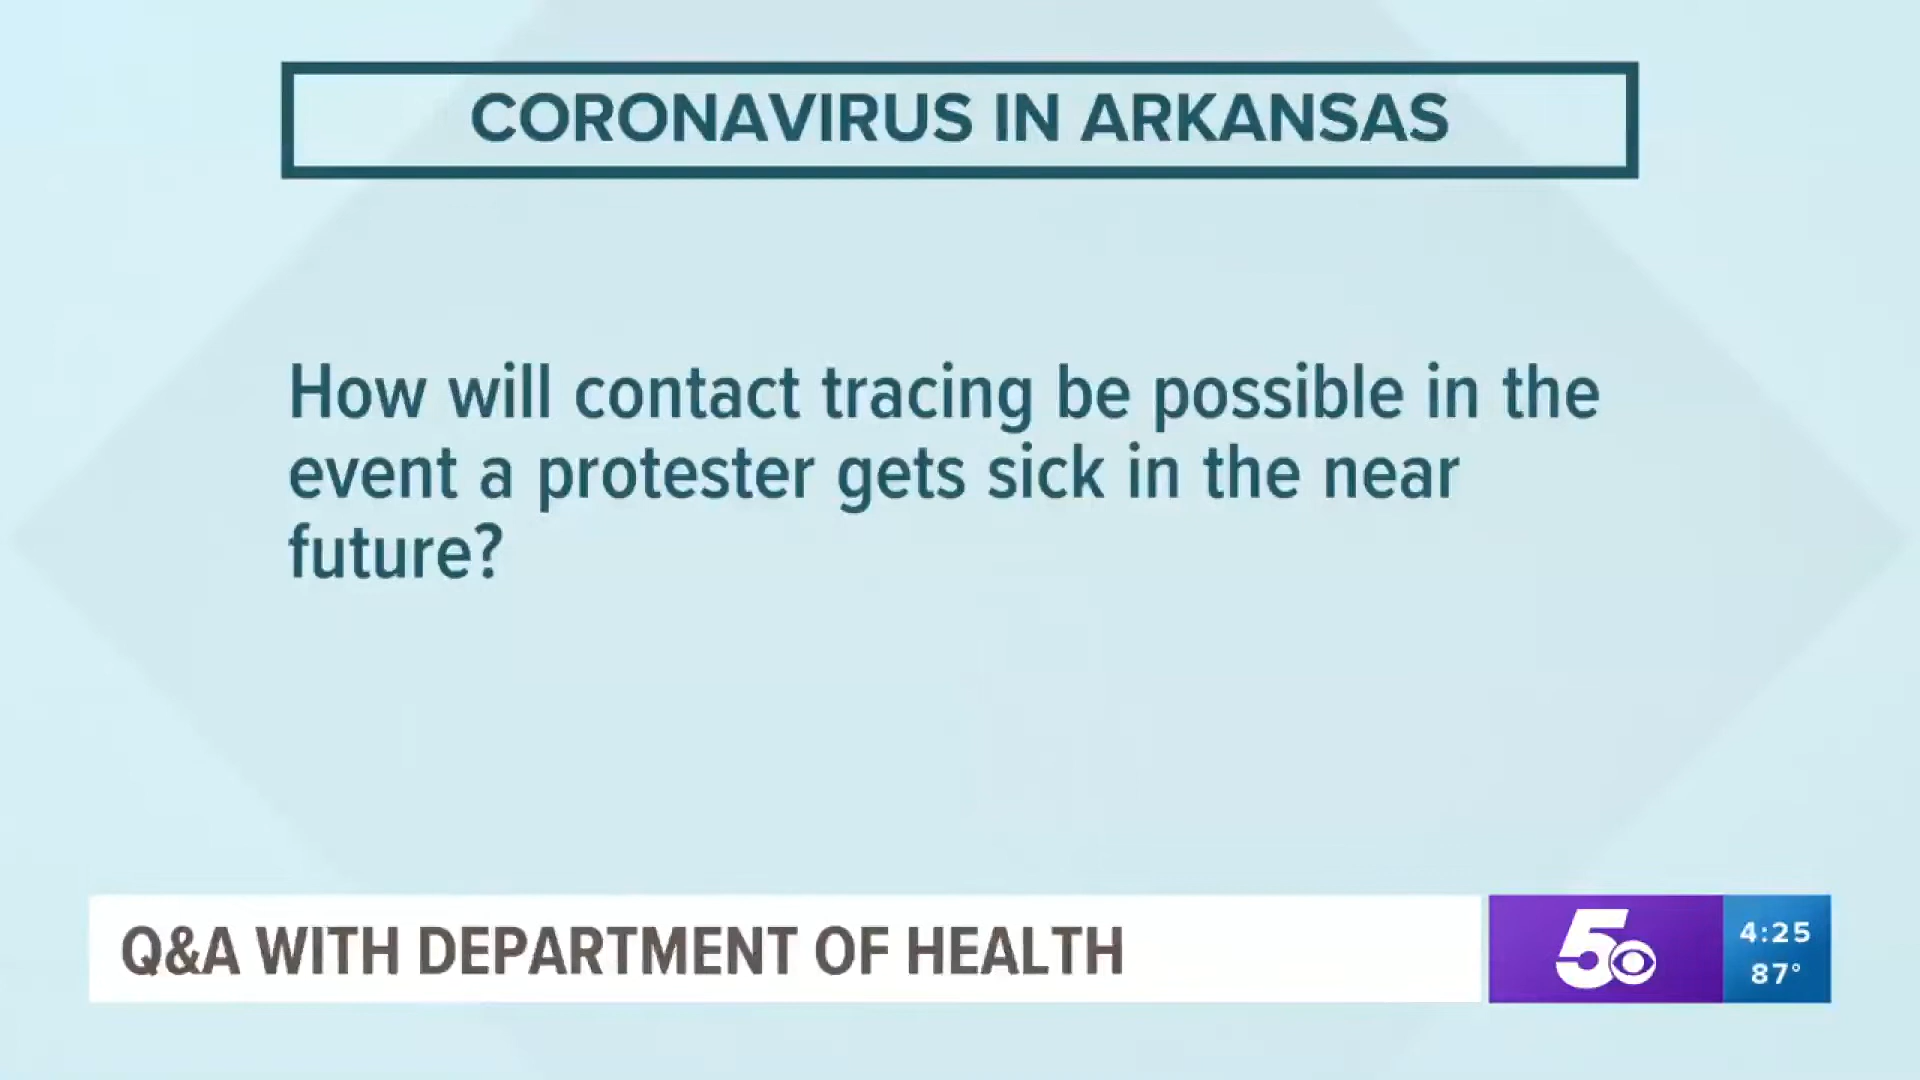 CORONAVIRUS IN ARKANSAS
How will contact tracing be possible in the
event a protester gets sick in the near
future?
Q&A WITH DEPARTMENT OF HEALTH
5
4:25
87°